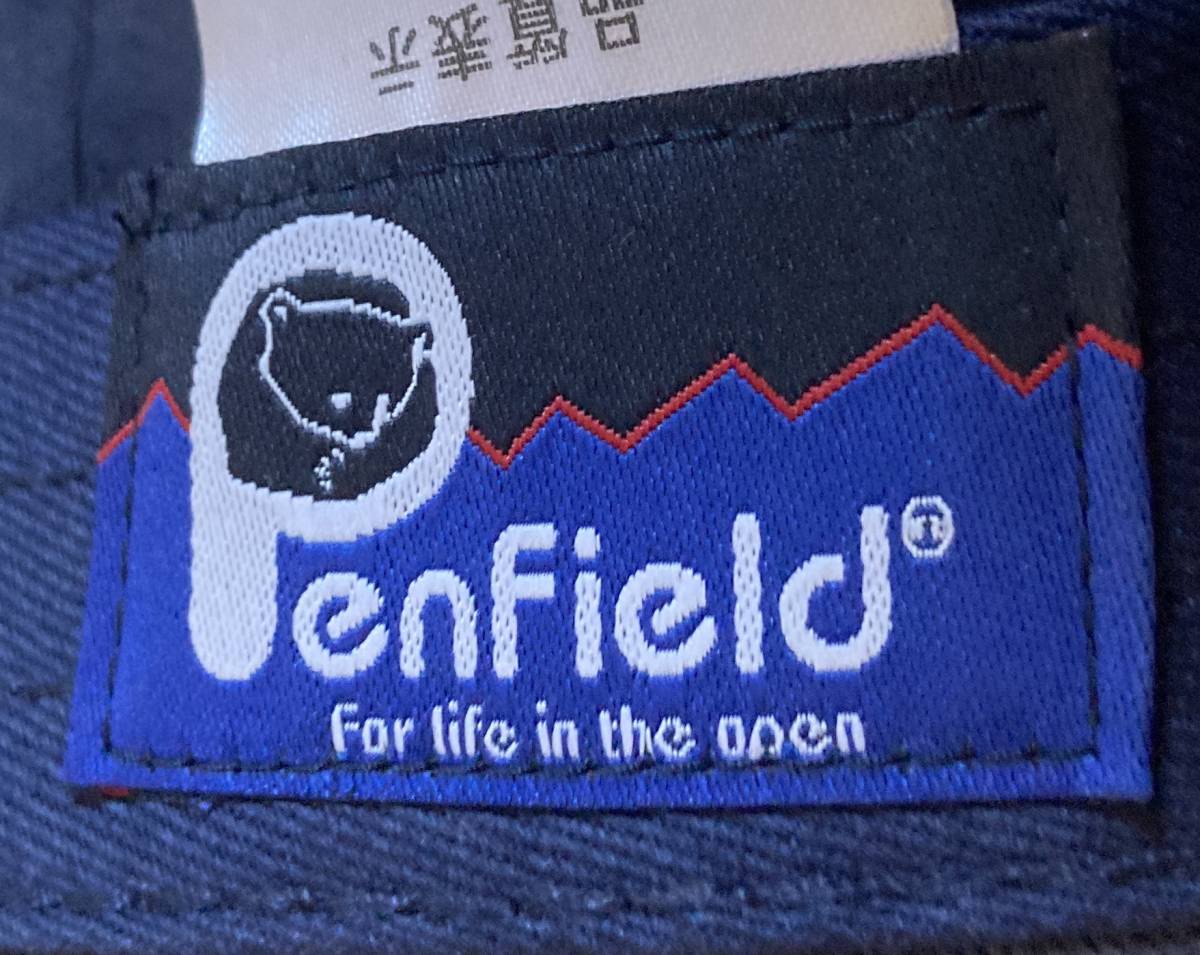 Penfield®
For life in the open